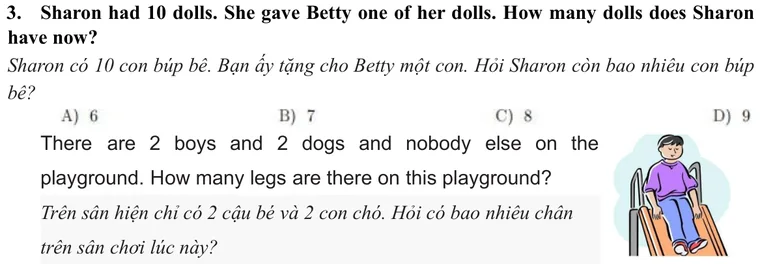 3. Sharon had 10 dolls. She gave Betty one of her dolls. How many dolls does Sharon
have now?
Sharon có 10 con búp bê. Bạn ấy tặng cho Betty một con. Hỏi Sharon còn bao nhiêu con búp
bê?
A) 6 B) 7 C) 8 D) 9
There are 2 boys and 2 dogs and nobody else on the
playground. How many legs are there on this playground?
Trên sân hiện chỉ có 2 cậu bé và 2 con chó. Hỏi có bao nhiêu chân
trên sân chơi lúc này?